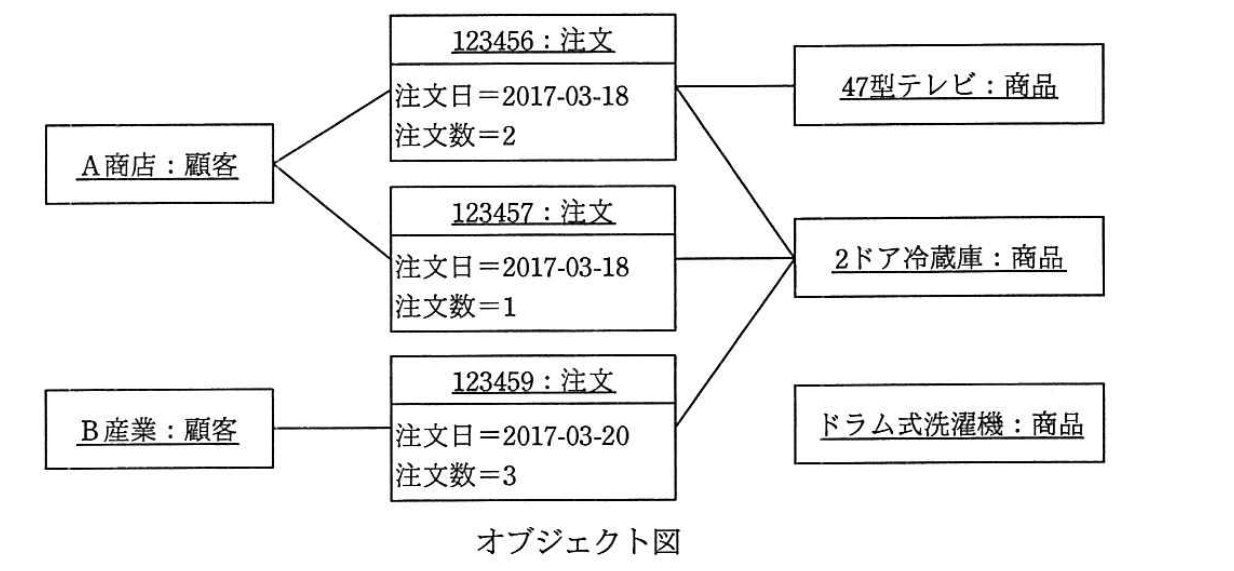 A商店：顧客
B産業：顧客
123456：注文
注文日＝2017-03-18
注文数＝2
123457：注文
注文日＝2017-03-18
注文数＝1
123459：注文
注文日＝2017-03-20
注文数＝3
47型テレビ：商品
2ドア冷蔵庫：商品
ドラム式洗濯機：商品
オブジェクト図